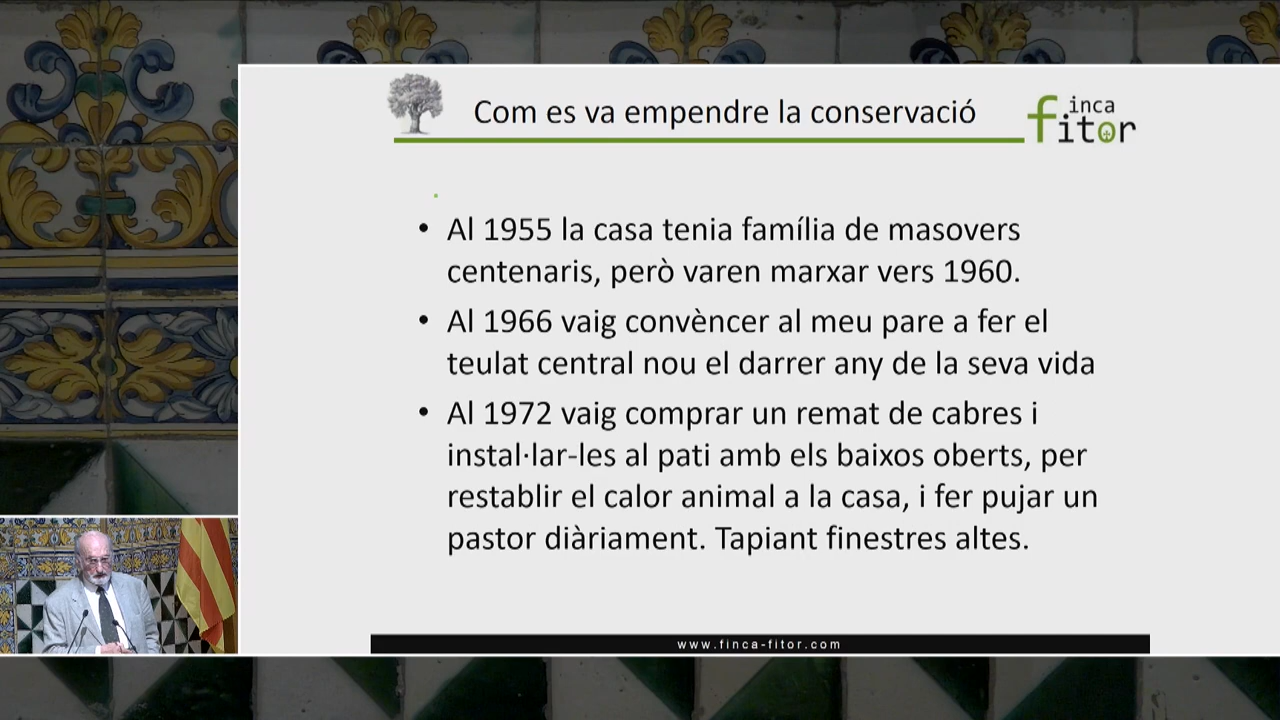 Com es va empendre la conservació
finca
fitor
• Al 1955 la casa tenia família de masovers
centenaris, però varen marxar vers 1960.
• Al 1966 vaig convèncer al meu pare a fer el
teulat central nou el darrer any de la seva vida
• Al 1972 vaig comprar un remat de cabres i
instal·lar-les al pati amb els baixos oberts, per
restablir el calor animal a la casa, i fer pujar un
pastor diàriament. Tapiant finestres altes.
www.finca-fitor.com